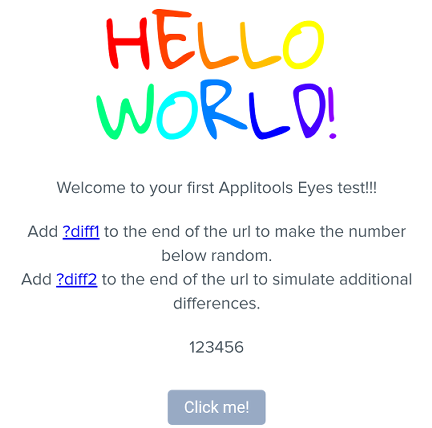 HELLO
WORLD!
Welcome to your first Applitools Eyes test!!!
Add ?diff1 to the end of the url to make the number
below random.
Add ?diff2 to the end of the url to simulate additional
differences.
123456
Click me!